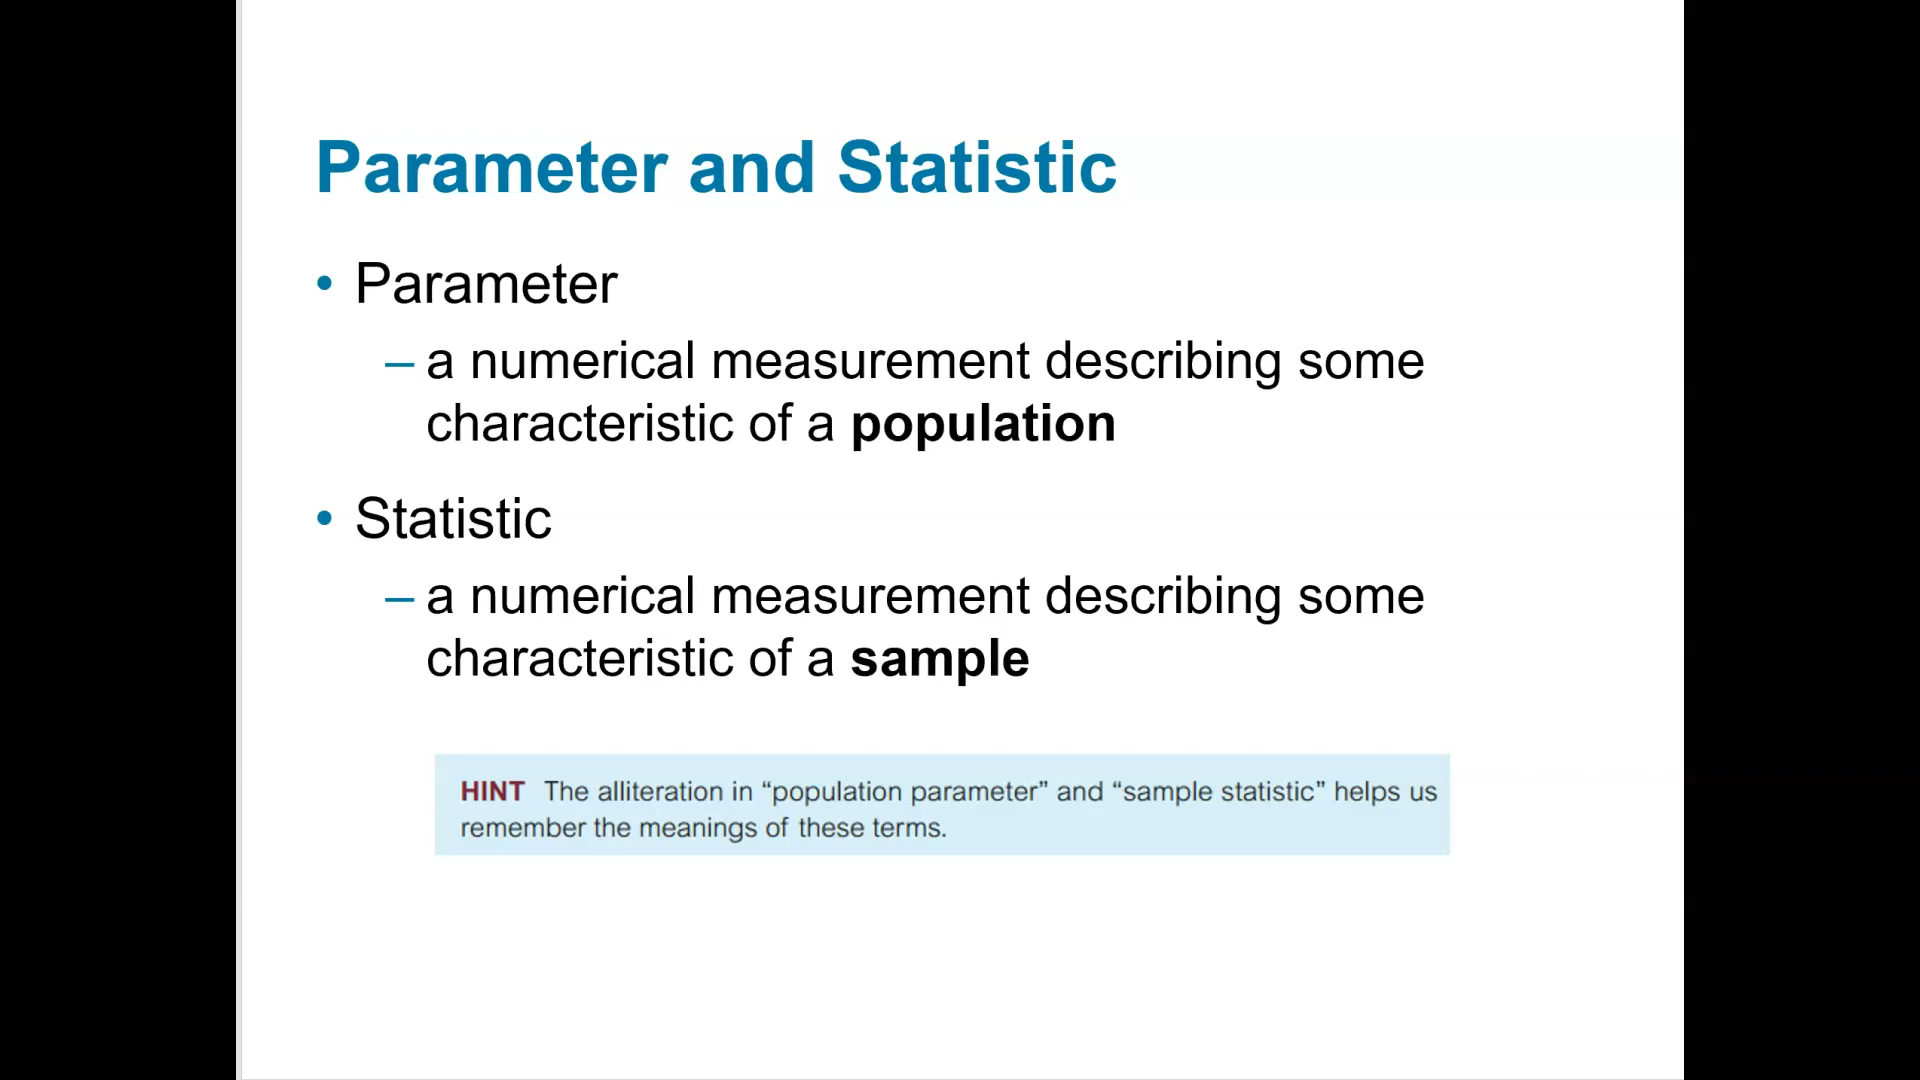 Parameter and Statistic
• Parameter
– a numerical measurement describing some
characteristic of a population
• Statistic
– a numerical measurement describing some
characteristic of a sample
HINT The alliteration in “population parameter” and “sample statistic” helps us
remember the meanings of these terms.